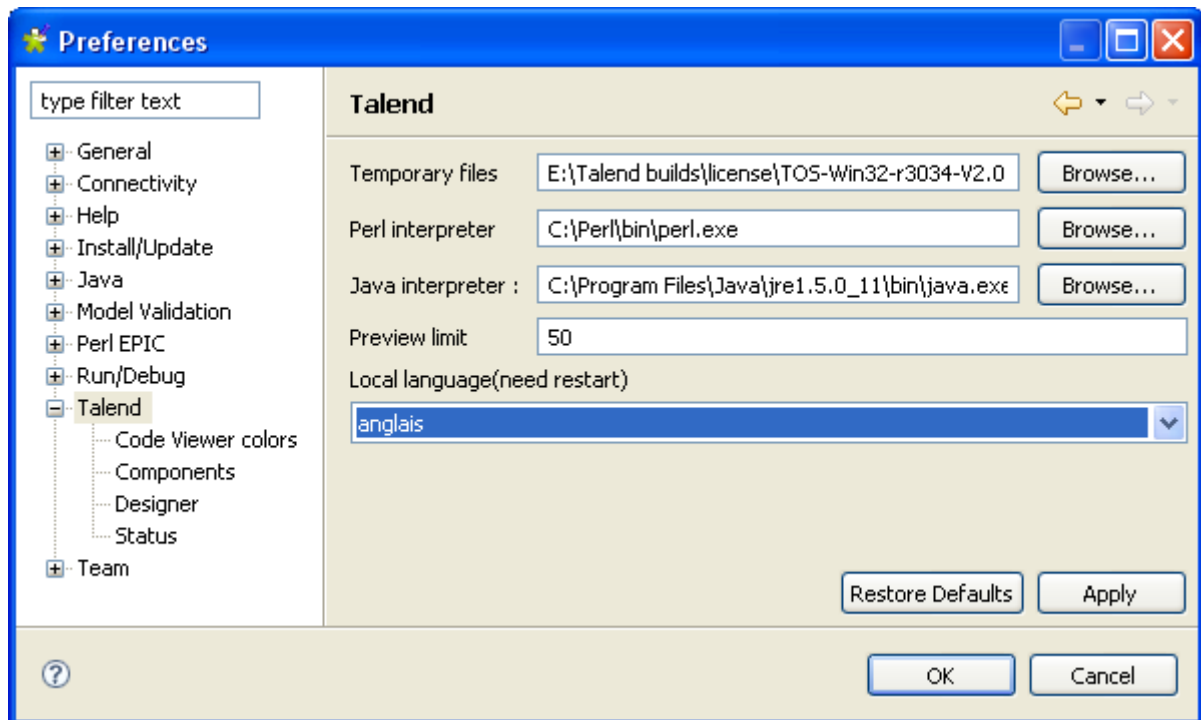 Preferences
type filter text
General
Connectivity
Help
Install/Update
Java
Model Validation
Perl EPIC
Run/Debug
Talend
Code Viewer colors
Components
Designer
Status
Team
Talend
Temporary files E:\Talend builds\license\TOS-Win32-r3034-V2.0 Browse...
Perl interpreter C:\Perl\bin\perl.exe Browse...
Java interpreter : C:\Program Files\Java\jre1.5.0_11\bin\java.exe Browse...
Preview limit 50
Local language(need restart)
anglais
Restore Defaults Apply
? OK Cancel